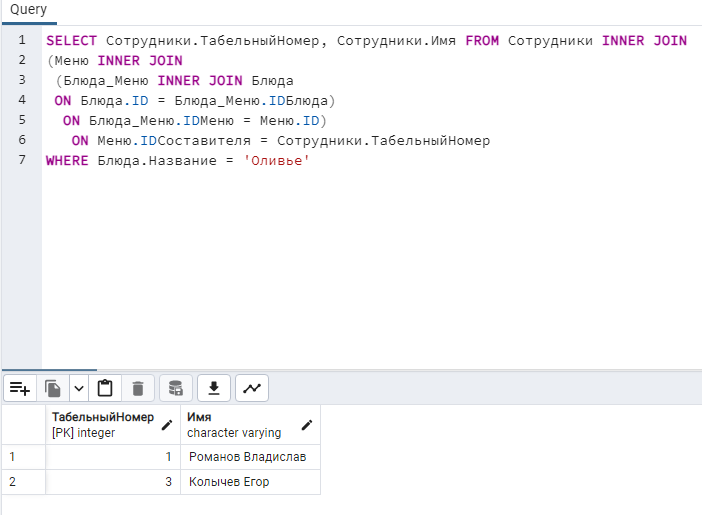 Query
1 SELECT Сотрудники.ТабельныйНомер, Сотрудники.Имя FROM Сотрудники INNER JOIN
2 (Меню INNER JOIN
3 (Блюда_Меню INNER JOIN Блюда
4 ON Блюда.ID = Блюда_Меню.IDБлюда)
5 ON Блюда_Меню.IDМеню = Меню.ID)
6 ON Меню.IDСоставителя = Сотрудники.ТабельныйНомер
7 WHERE Блюда.Название = 'Оливье'
ТабельныйНомер Имя
[PK] integer character varying
1 1 Романов Владислав
2 3 Колычев Егор